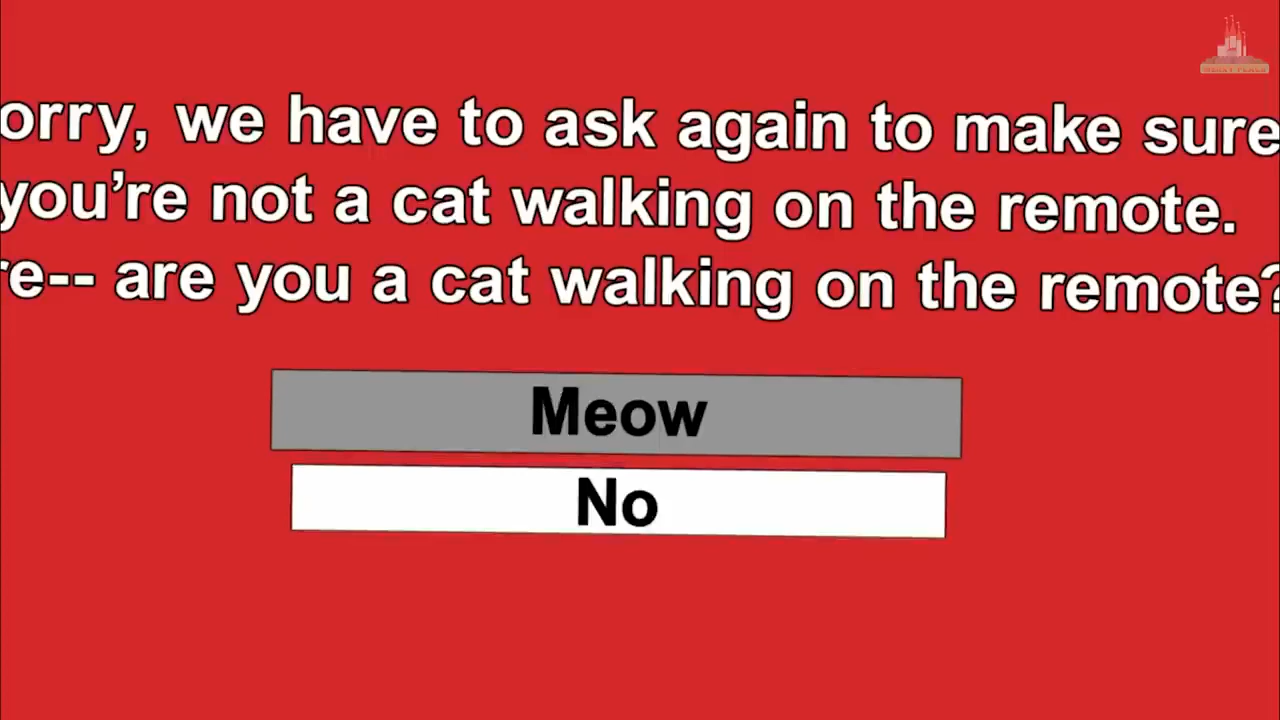 orry, we have to ask again to make sure
you’re not a cat walking on the remote.
re-- are you a cat walking on the remote?
Meow
No